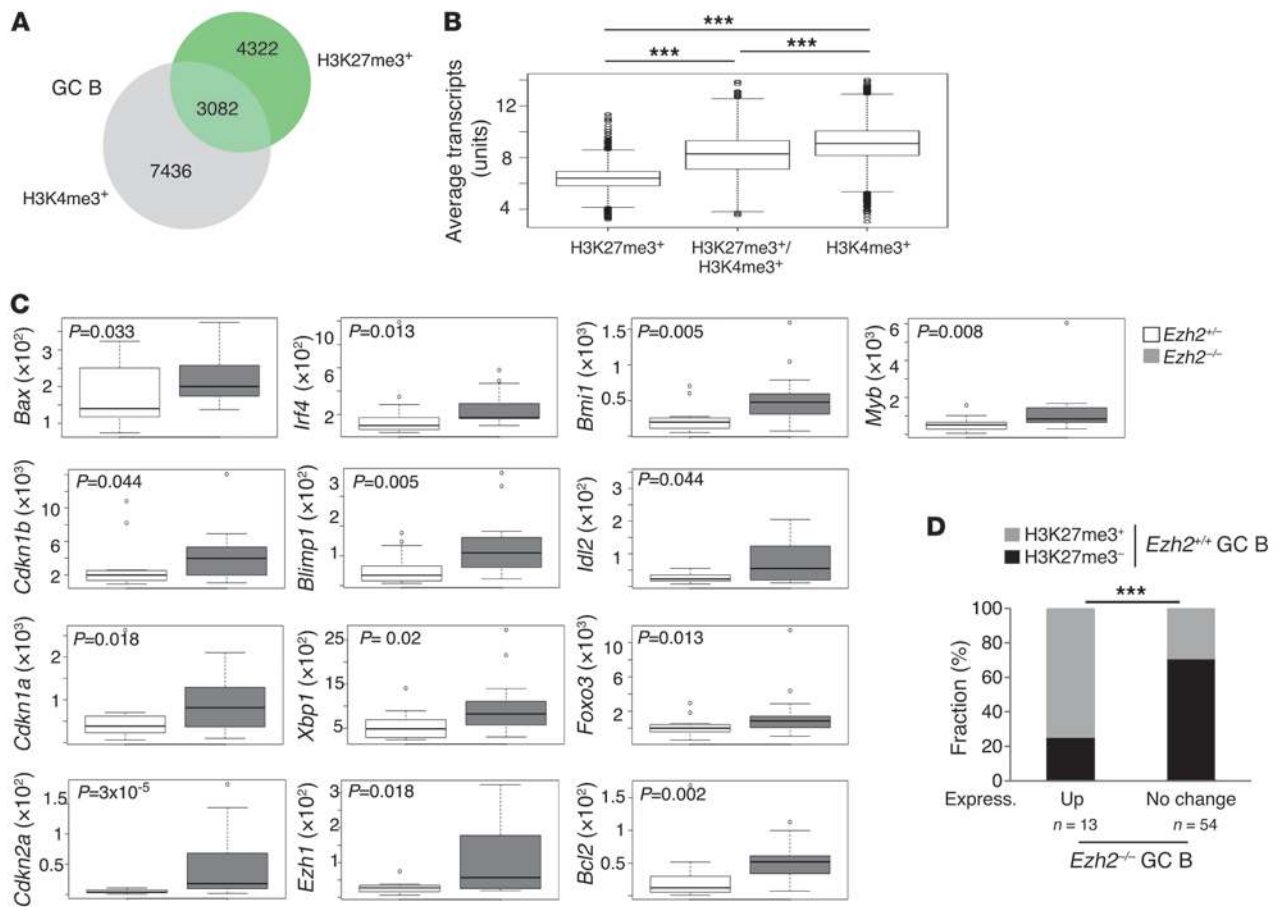 A
GC B
4322
H3K27me3+
3082
7436
H3K4me3+
B
***
***
***
Average transcripts
(units)
12
8
4
H3K27me3+
H3K27me3+/
H3K4me3+
H3K4me3+
C
P=0.033
Bax (×10²)
3
2
1
P=0.013
Irf4 (×10²)
10
6
2
P=0.005
Bmi1 (×10³)
1.5
1
0.5
P=0.008
Myb (×10³)
6
4
2
0
Ezh2+/–
Ezh2–/–
P=0.044
Cdkn1b (×10³)
10
6
2
P=0.005
Blimp1 (×10²)
3
2
1
P=0.044
Idl2 (×10²)
3
2
1
0
P=0.018
Cdkn1a (×10³)
2
1
P= 0.02
Xbp1 (×10²)
25
15
5
P=0.013
Foxo3 (×10³)
10
6
2
P=3x10-5
Cdkn2a (×10²)
1.5
1
0.5
P=0.018
Ezh1 (×10²)
3
2
1
0
P=0.002
Bcl2 (×10²)
1.5
1
0.5
0
D
H3K27me3+
H3K27me3–
Ezh2+/+ GC B
***
Fraction (%)
100
80
60
40
20
0
Express.
Up
No change
n = 13
n = 54
Ezh2–/– GC B